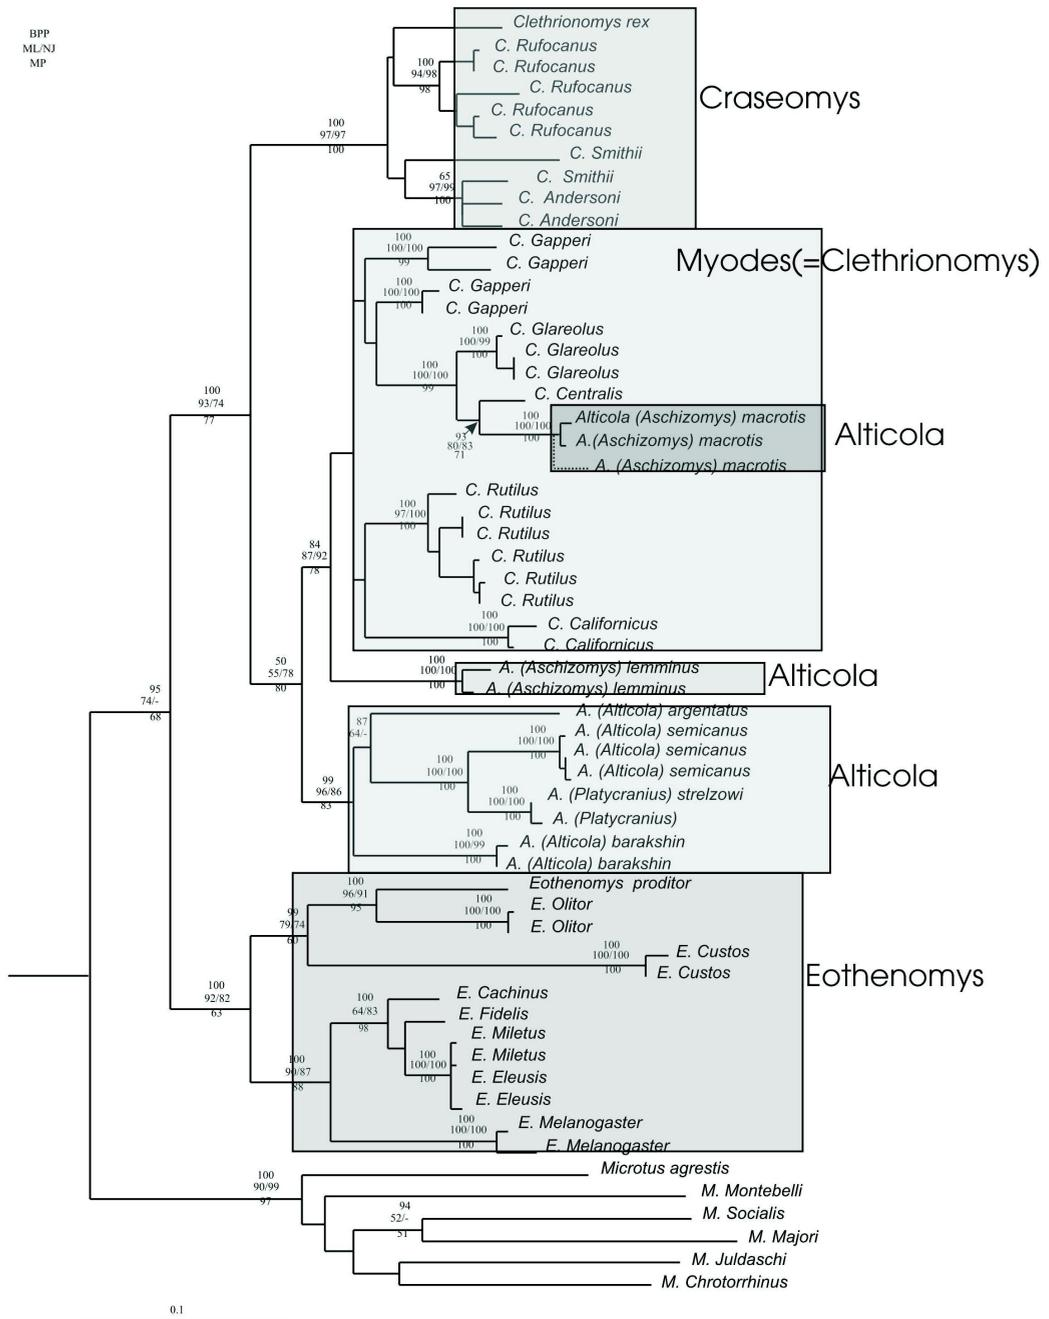 BPP
ML/NJ
MP
Clethrionomys rex
C. Rufocanus
C. Rufocanus
100
94/98
98
C. Rufocanus
Craseomys
C. Rufocanus
C. Rufocanus
100
97/97
100
C. Smithii
65
97/99
100
C. Smithii
C. Andersoni
C. Andersoni
100
100/100
99
C. Gapperi
C. Gapperi
Myodes(=Clethrionomys)
100
100/100
100
C. Gapperi
C. Gapperi
100
100/99
100
C. Glareolus
C. Glareolus
C. Glareolus
100
100/100
99
C. Centralis
100
93/74
77
100
100/100
100
Alticola (Aschizomys) macrotis
A.(Aschizomys) macrotis
A. (Aschizomys) macrotis
Alticola
93
80/83
71
C. Rutilus
100
97/100
100
C. Rutilus
C. Rutilus
C. Rutilus
C. Rutilus
C. Rutilus
84
87/92
78
100
100/100
100
C. Californicus
C. Californicus
50
55/78
80
100
100/100
100
A. (Aschizomys) lemminus
A. (Aschizomys) lemminus
Alticola
95
74/-
68
A. (Alticola) argentatus
87
64/-
100
100/100
100
A. (Alticola) semicanus
A. (Alticola) semicanus
A. (Alticola) semicanus
100
100/100
100
Alticola
99
96/86
83
100
100/100
100
A. (Platycranius) strelzowi
A. (Platycranius)
100
100/99
100
A. (Alticola) barakshin
A. (Alticola) barakshin
100
96/91
95
Eothenomys proditor
100
100/100
100
E. Olitor
E. Olitor
99
79/74
60
100
100/100
100
E. Custos
E. Custos
Eothenomys
100
92/82
63
100
64/83
98
E. Cachinus
E. Fidelis
E. Miletus
100
100/100
100
E. Miletus
E. Eleusis
E. Eleusis
100
90/87
88
100
100/100
100
E. Melanogaster
E. Melanogaster
Microtus agrestis
100
90/99
97
M. Montebelli
94
52/-
51
M. Socialis
M. Majori
M. Juldaschi
M. Chrotorrhinus
0.1